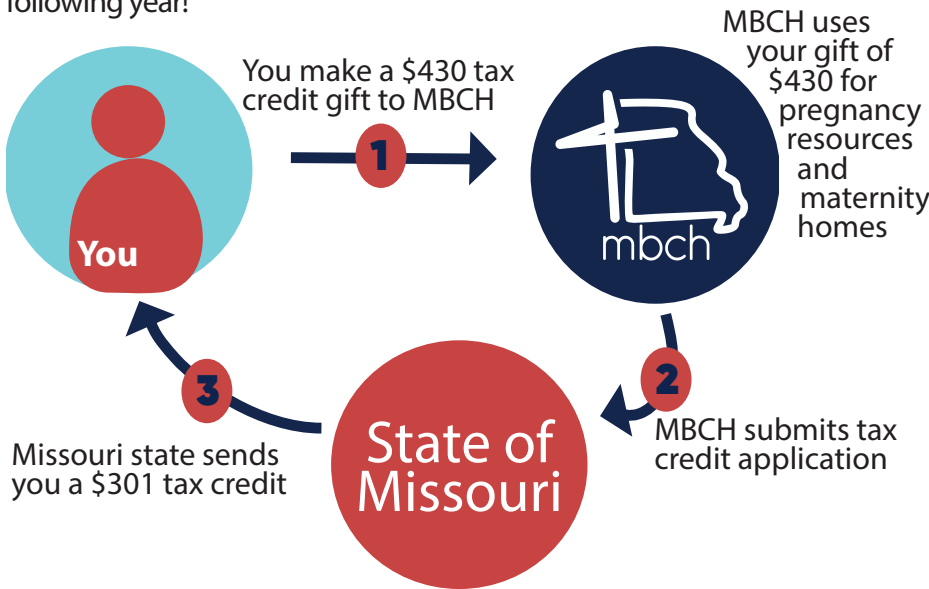 following year!
You make a $430 tax
credit gift to MBCH
1
MBCH uses
your gift of
$430 for
pregnancy
resources
and
maternity
homes
You
mbch
2
MBCH submits tax
credit application
State of
Missouri
3
Missouri state sends
you a $301 tax credit